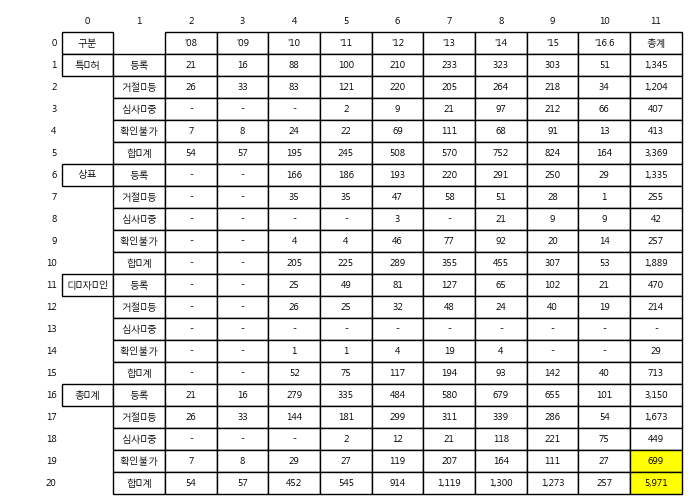 0 1 2 3 4 5 6 7 8 9 10 11
0 구분 '08 '09 '10 '11 '12 '13 '14 '15 '16.6 총계
1 특□허 등록 21 16 88 100 210 233 323 303 51 1,345
2 거절□등 26 33 83 121 220 205 264 218 34 1,204
3 심사□중 - - - 2 9 21 97 212 66 407
4 확인불가 7 8 24 22 69 111 68 91 13 413
5 합□계 54 57 195 245 508 570 752 824 164 3,369
6 상표 등록 - - 166 186 193 220 291 250 29 1,335
7 거절□등 - - 35 35 47 58 51 28 1 255
8 심사□중 - - - - 3 - 21 9 9 42
9 확인불가 - - 4 4 46 77 92 20 14 257
10 합□계 - - 205 225 289 355 455 307 53 1,889
11 디□자□인 등록 - - 25 49 81 127 65 102 21 470
12 거절□등 - - 26 25 32 48 24 40 19 214
13 심사□중 - - - - - - - - - -
14 확인불가 - - 1 1 4 19 4 - - 29
15 합□계 - - 52 75 117 194 93 142 40 713
16 총□계 등록 21 16 279 335 484 580 679 655 101 3,150
17 거절□등 26 33 144 181 299 311 339 286 54 1,673
18 심사□중 - - - 2 12 21 118 221 75 449
19 확인불가 7 8 29 27 119 207 164 111 27 699
20 합□계 54 57 452 545 914 1,119 1,300 1,273 257 5,971